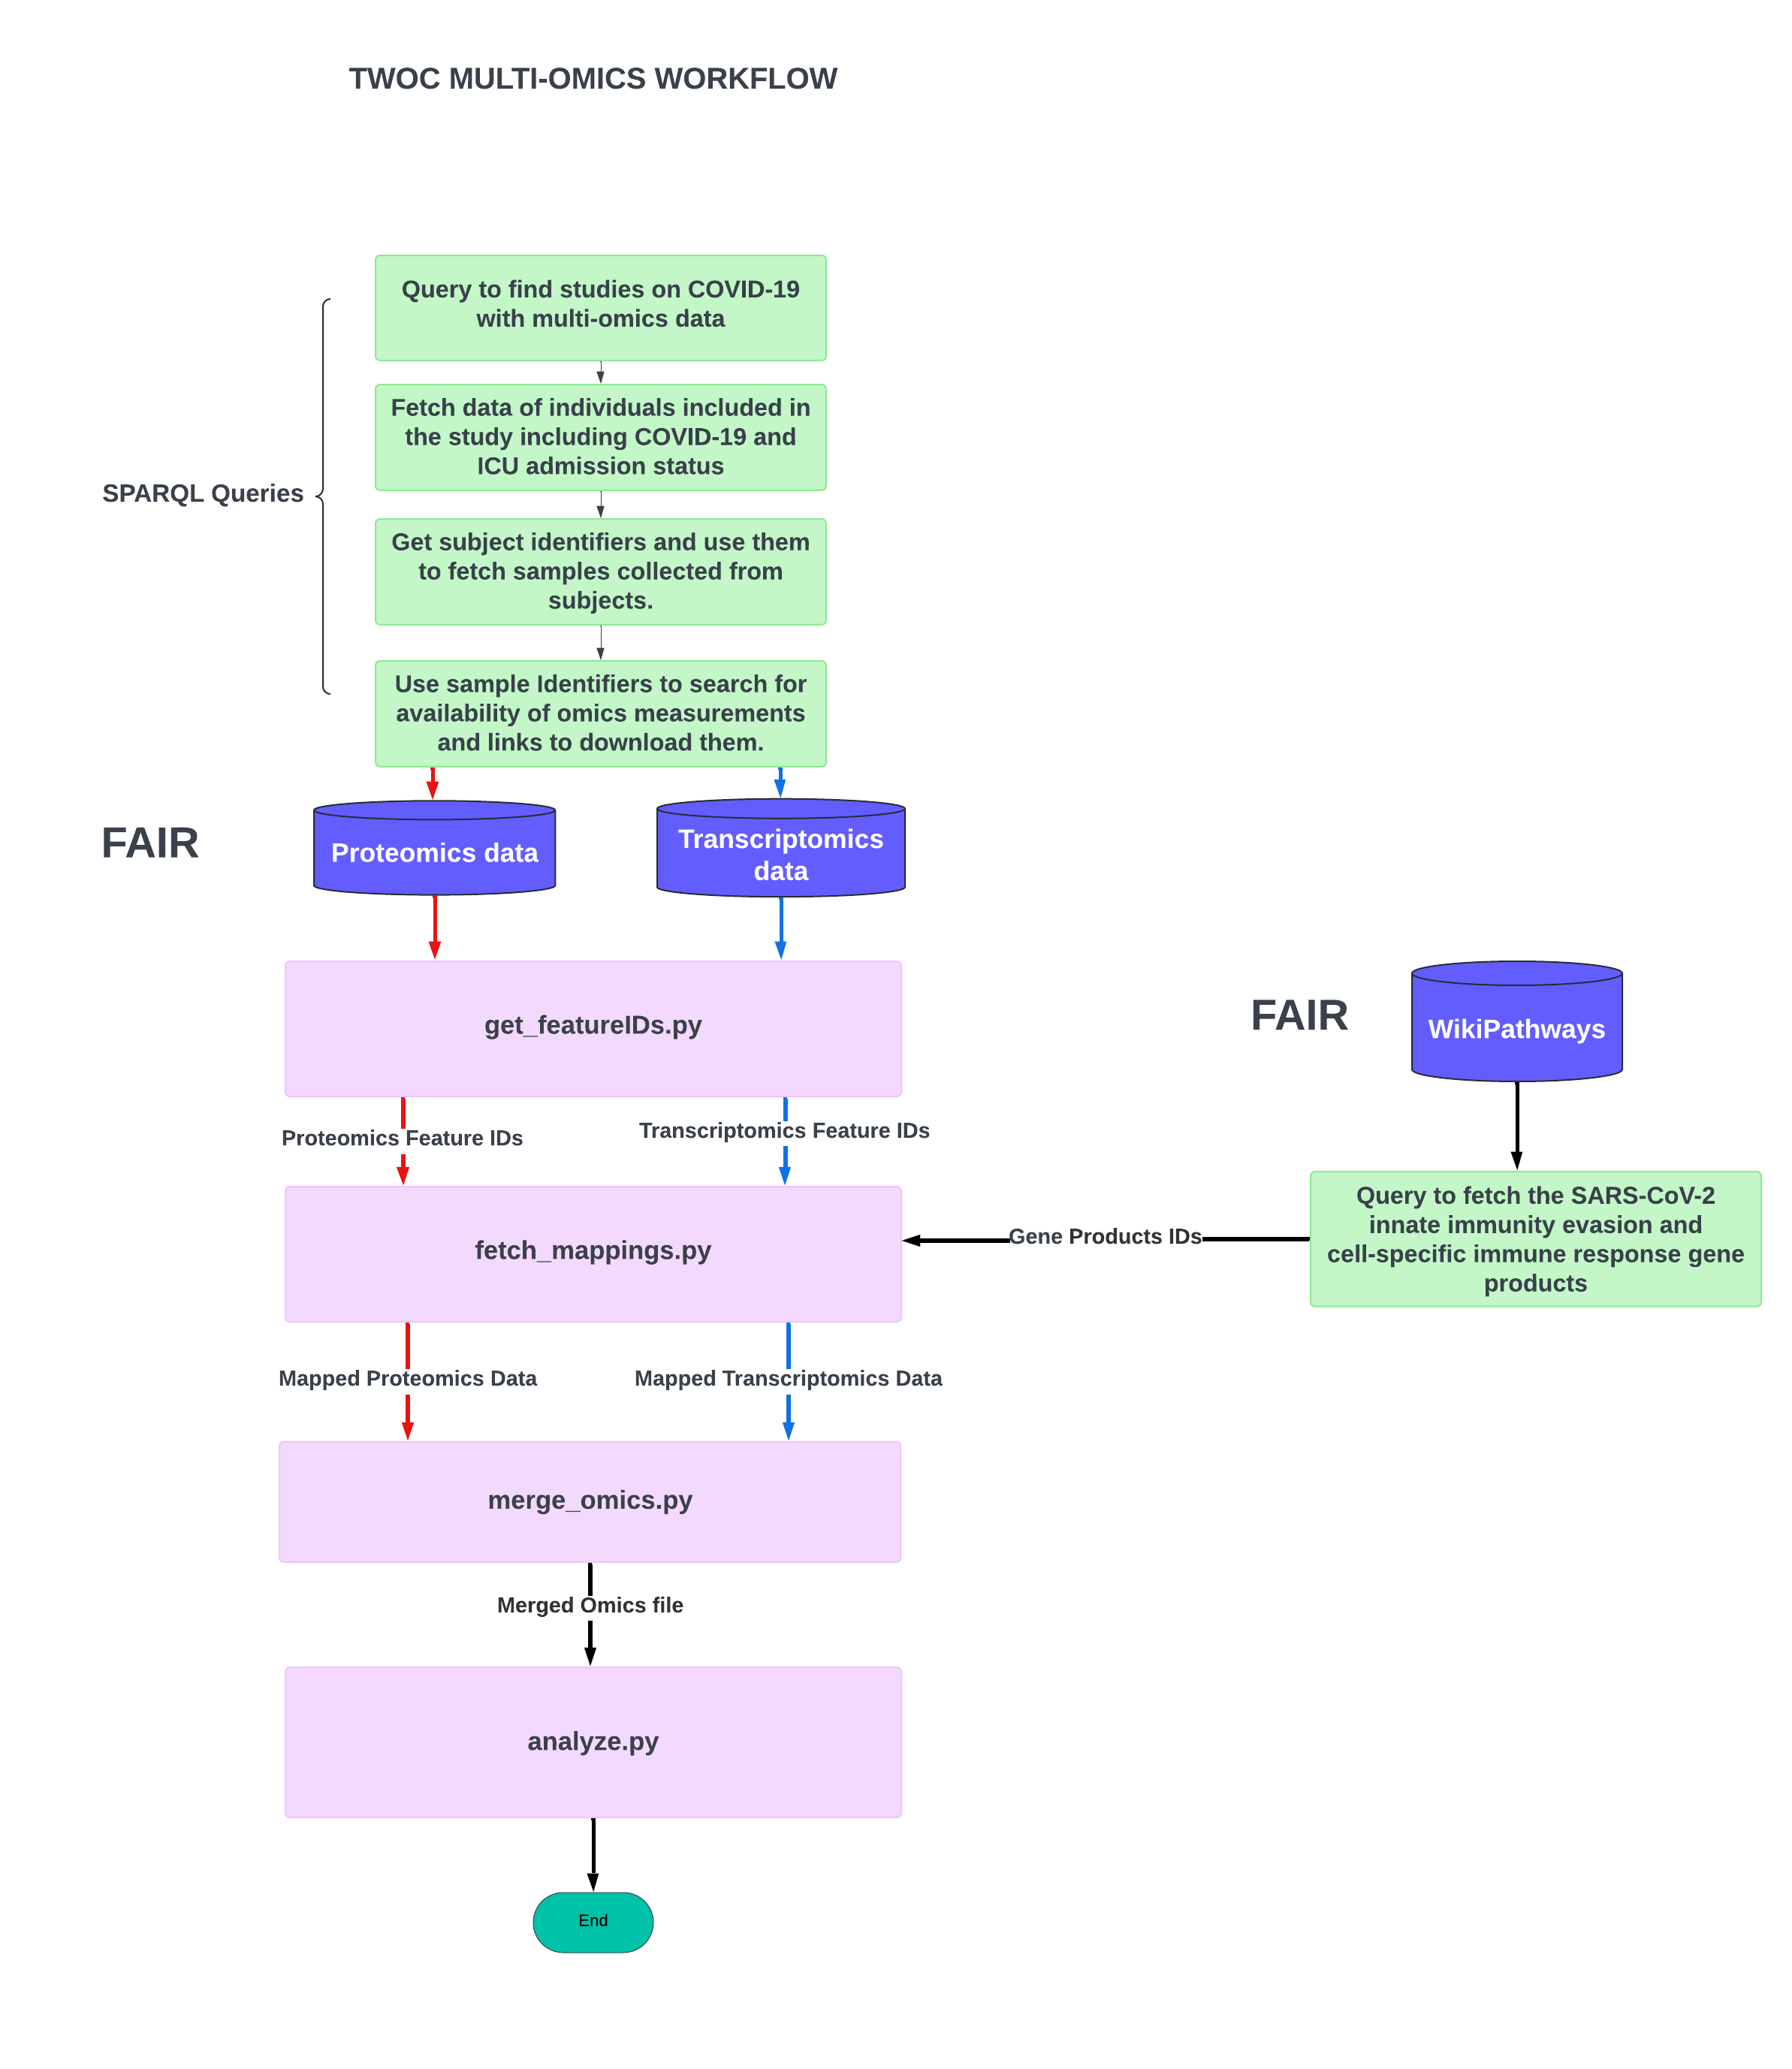 TWOC MULTI-OMICS WORKFLOW
Query to find studies on COVID-19
with multi-omics data
Fetch data of individuals included in
the study including COVID-19 and
ICU admission status
SPARQL Queries
Get subject identifiers and use them
to fetch samples collected from
subjects.
Use sample Identifiers to search for
availability of omics measurements
and links to download them.
FAIR
Proteomics data
Transcriptomics
data
get_featureIDs.py
FAIR
WikiPathways
Proteomics Feature IDs
Transcriptomics Feature IDs
fetch_mappings.py
Gene Products IDs
Query to fetch the SARS-CoV-2
innate immunity evasion and
cell-specific immune response gene
products
Mapped Proteomics Data
Mapped Transcriptomics Data
merge_omics.py
Merged Omics file
analyze.py
End